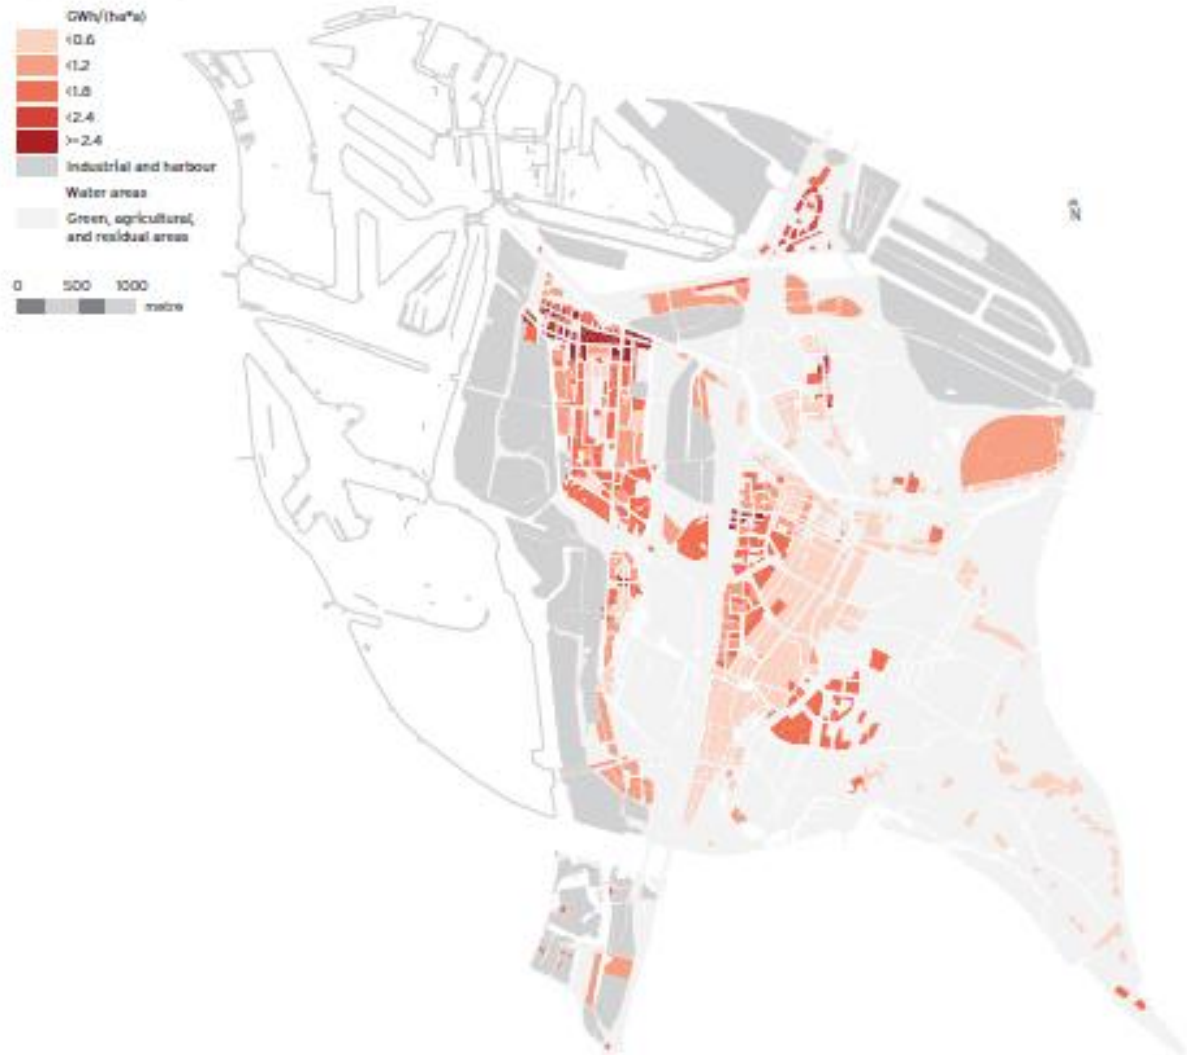 GWh/(ha*a)
<0.6
<1.2
<1.8
<2.4
>=2.4
Industrial and harbour
Water areas
Green, agricultural,
and residual areas
0 500 1000
metre
N